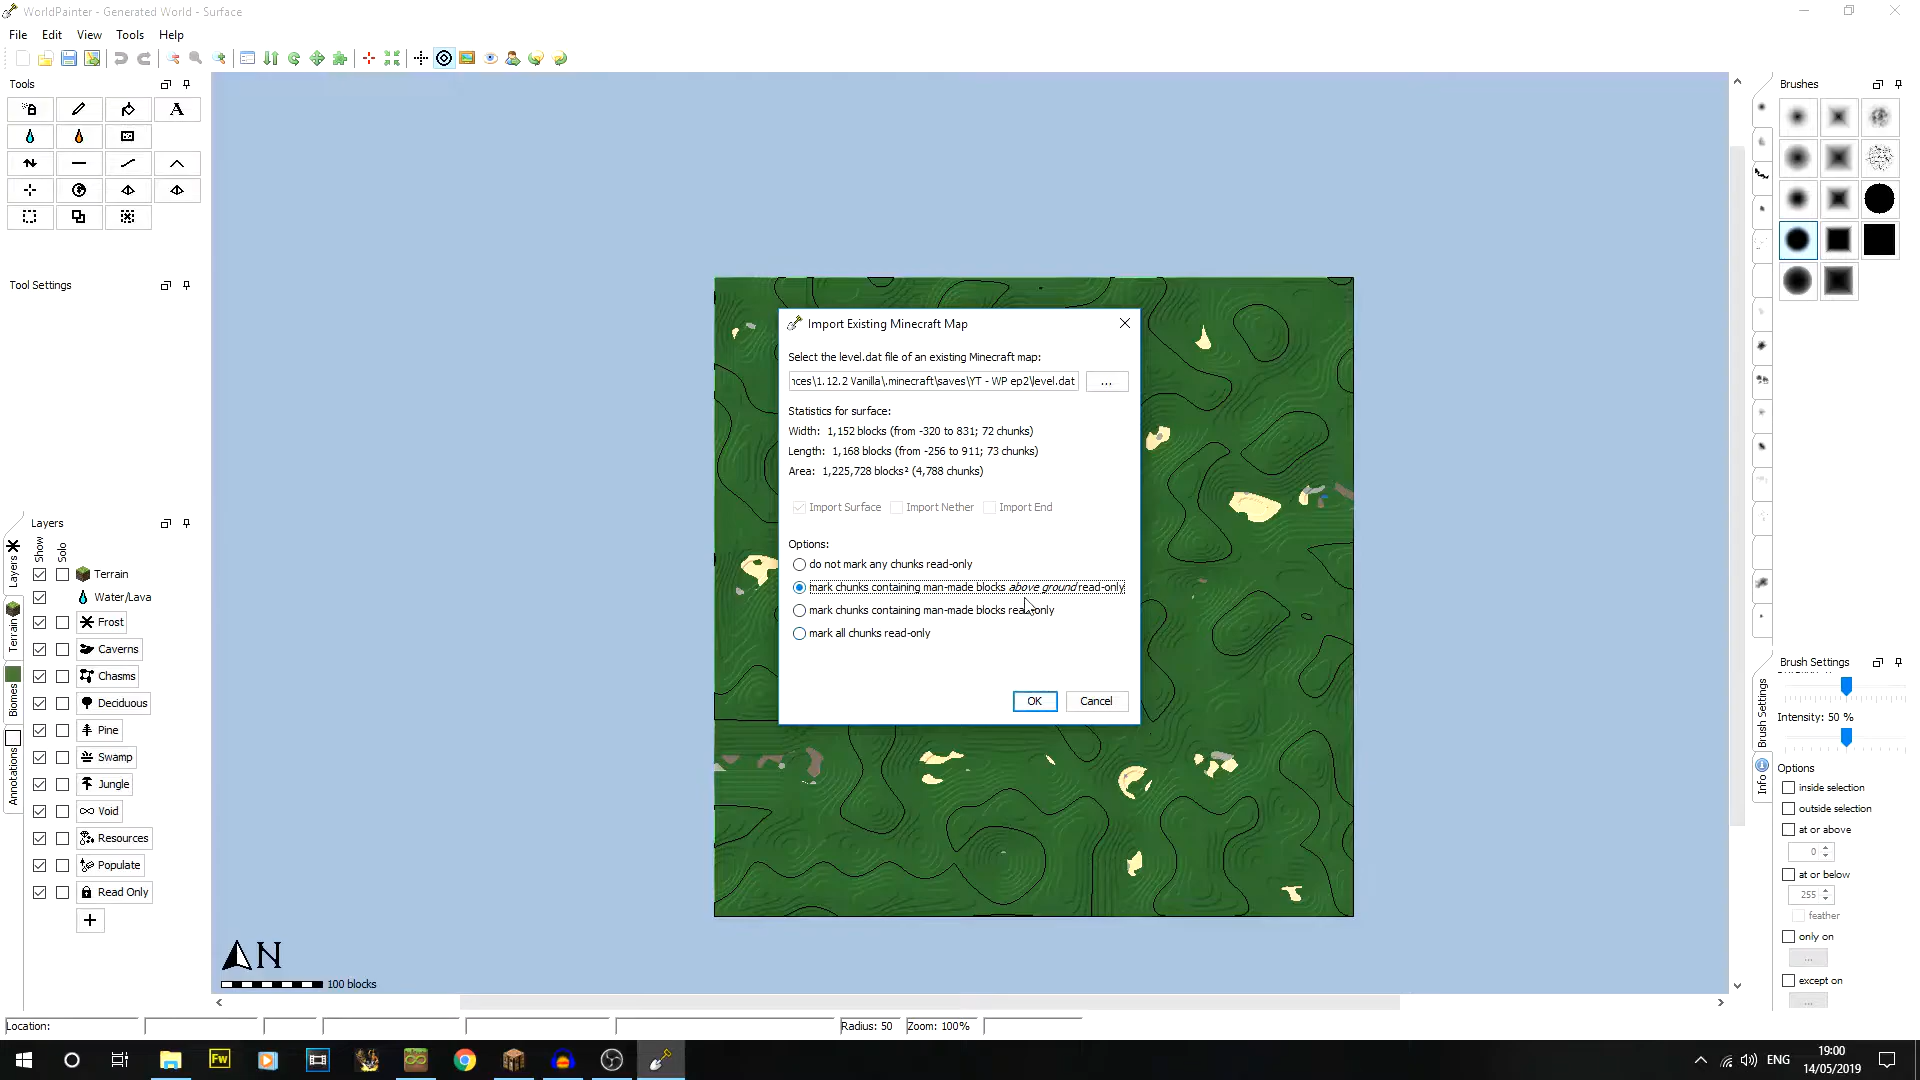 WorldPainter - Generated World - Surface
File Edit View Tools Help
Tools
A
Tool Settings
Layers
Show
Solo
Layers
Terrain
Biomes
Annotations
Terrain
Water/Lava
Frost
Caverns
Chasms
Deciduous
Pine
Swamp
Jungle
Void
Resources
Populate
Read Only
+
N
100 blocks
Import Existing Minecraft Map
Select the level.dat file of an existing Minecraft map:
nces\1.12.2 Vanilla\.minecraft\saves\YT - WP ep2\level.dat
...
Statistics for surface:
Width: 1,152 blocks (from -320 to 831; 72 chunks)
Length: 1,168 blocks (from -256 to 911; 73 chunks)
Area: 1,225,728 blocks² (4,788 chunks)
Import Surface Import Nether Import End
Options:
do not mark any chunks read-only
mark chunks containing man-made blocks above ground read-only
mark chunks containing man-made blocks read-only
mark all chunks read-only
OK Cancel
Brushes
Brush Settings
Brush Settings
Info
Intensity: 50 %
Options
inside selection
outside selection
at or above
0
at or below
255
feather
only on
...
except on
...
Location:
Radius: 50
Zoom: 100%
Fw
ENG
19:00
14/05/2019